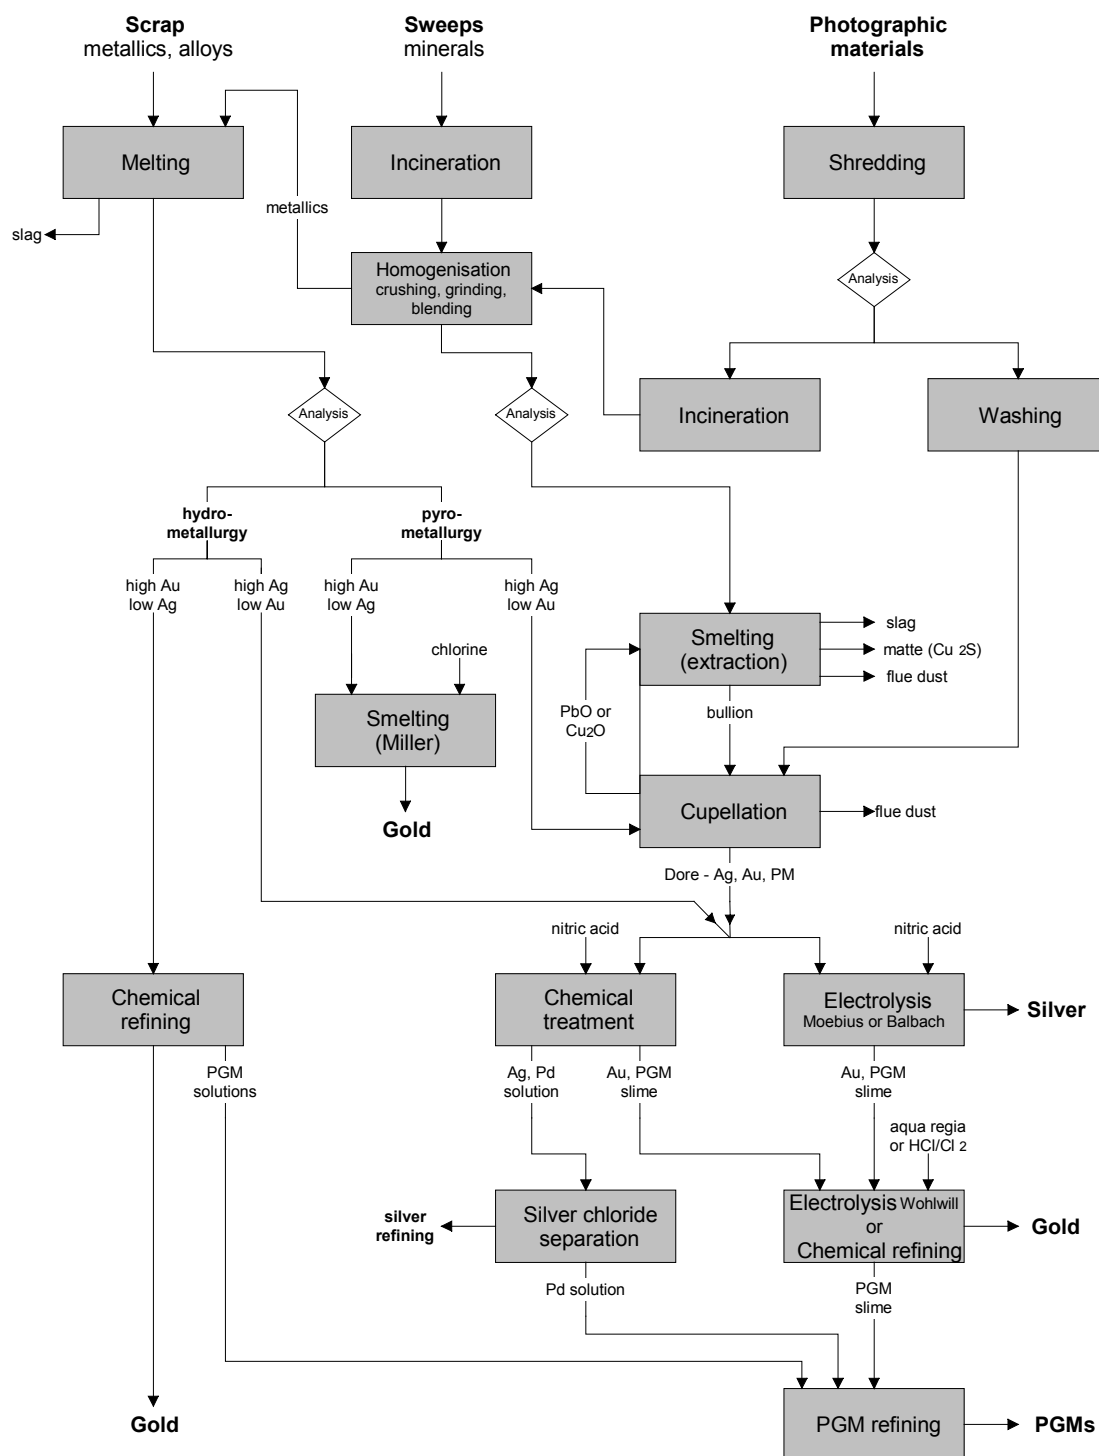 Scrap
metallics, alloys
Sweeps
minerals
Photographic
materials
Melting
Incineration
Shredding
metallics
slag
Homogenisation
crushing, grinding,
blending
Analysis
Analysis
Analysis
Incineration
Washing
hydro-
metallurgy
pyro-
metallurgy
high Au
low Ag
high Ag
low Au
high Au
low Ag
high Ag
low Au
chlorine
Smelting
(Miller)
Gold
Smelting
(extraction)
slag
matte (Cu 2S)
flue dust
PbO or
Cu2O
bullion
Cupellation
flue dust
Dore - Ag, Au, PM
nitric acid
nitric acid
Chemical
refining
Chemical
treatment
Electrolysis
Moebius or Balbach
Silver
PGM
solutions
Ag, Pd
solution
Au, PGM
slime
Au, PGM
slime
aqua regia
or HCl/Cl 2
silver
refining
Silver chloride
separation
Electrolysis Wohlwill
or
Chemical refining
Gold
Pd solution
PGM
slime
Gold
PGM refining
PGMs